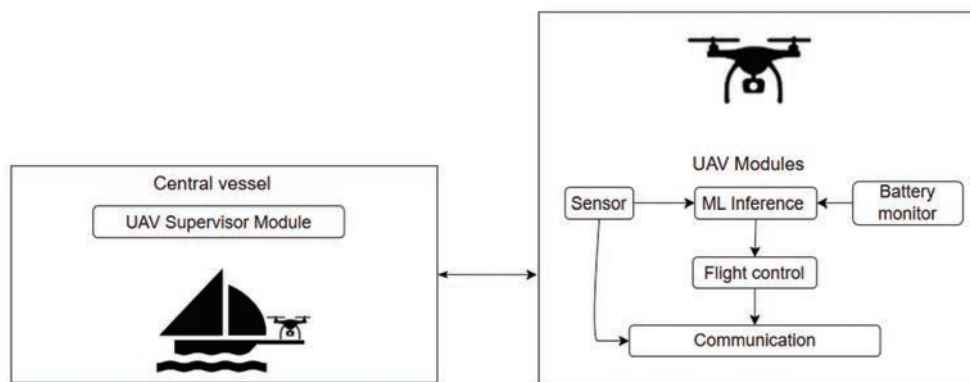 Central vessel
UAV Supervisor Module
UAV Modules
Sensor
ML Inference
Battery
monitor
Flight control
Communication